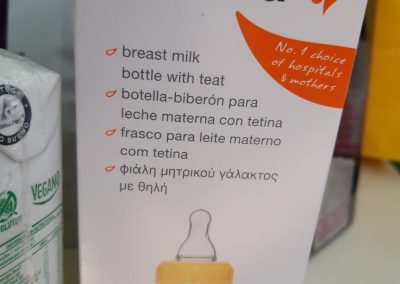 No. 1 choice
of hospitals
& mothers
breast milk
bottle with teat
botella-biberón para
leche materna con tetina
frasco para leite materno
com tetina
φιάλη μητρικού γάλακτος
με θηλή
VEGANO